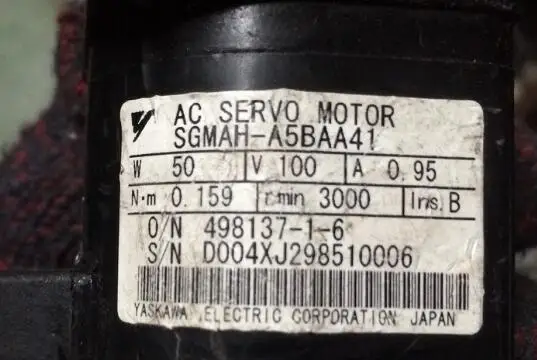 AC SERVO MOTOR
SGMAH-A5BAA41
W 50 V 100 A 0.95
N·m 0.159 r/min 3000 Ins.B
O/N 498137-1-6
S/N D004XJ298510006
YASKAWA ELECTRIC CORPORATION JAPAN